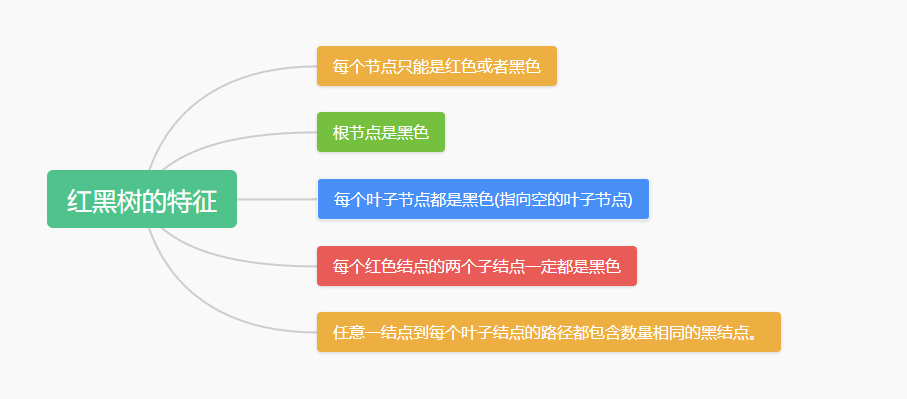 每个节点只能是红色或者黑色
根节点是黑色
红黑树的特征
每个叶子节点都是黑色(指向空的叶子节点)
每个红色结点的两个子结点一定都是黑色
任意一结点到每个叶子结点的路径都包含数量相同的黑结点。